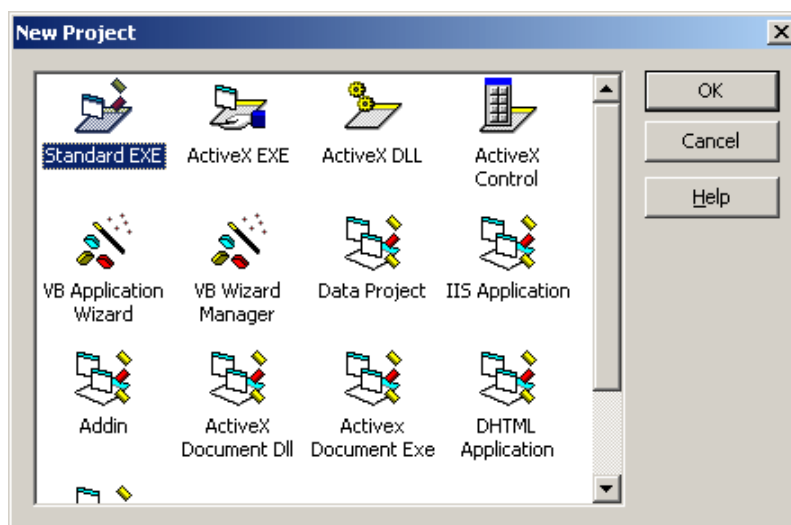 New Project
Standard EXE
ActiveX EXE
ActiveX DLL
ActiveX
Control
OK
Cancel
Help
VB Application
Wizard
VB Wizard
Manager
Data Project
IIS Application
Addin
ActiveX
Document Dll
Activex
Document Exe
DHTML
Application